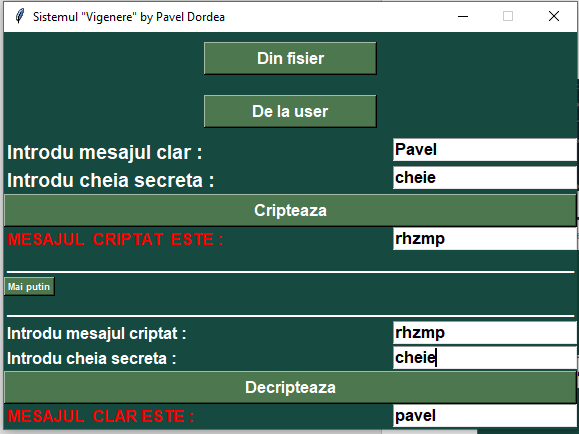 Sistemul "Vigenere" by Pavel Dordea
Din fisier
De la user
Introdu mesajul clar : Pavel
Introdu cheia secreta : cheie
Cripteaza
MESAJUL CRIPTAT ESTE : rhzmp
Mai putin
Introdu mesajul criptat : rhzmp
Introdu cheia secreta : cheie
Decripteaza
MESAJUL CLAR ESTE : pavel